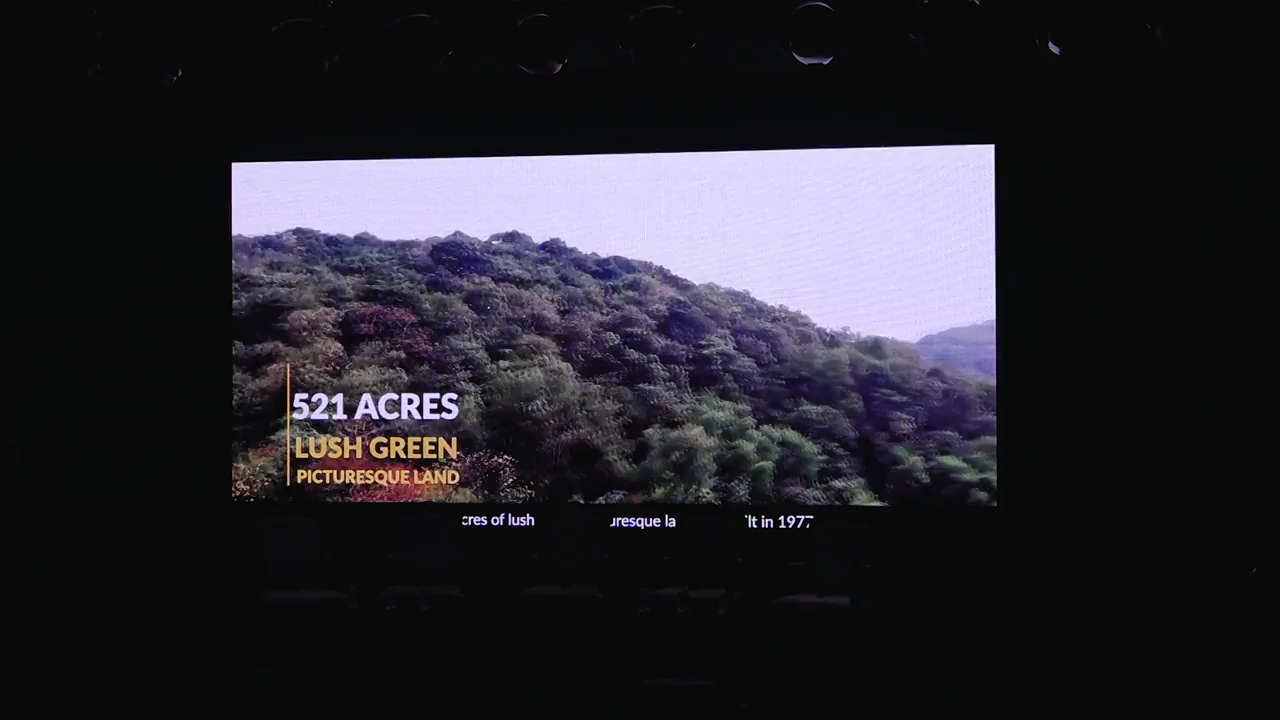 521 ACRES
LUSH GREEN
PICTURESQUE LAND
cres of lush uresque la lt in 1977